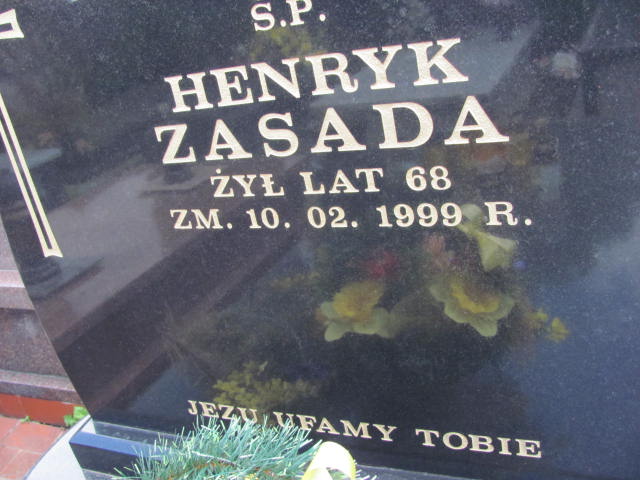 Ś.P.
HENRYK
ZASADA
ŻYŁ LAT 68
ZM. 10. 02. 1999 R.
JEZU UFAMY TOBIE